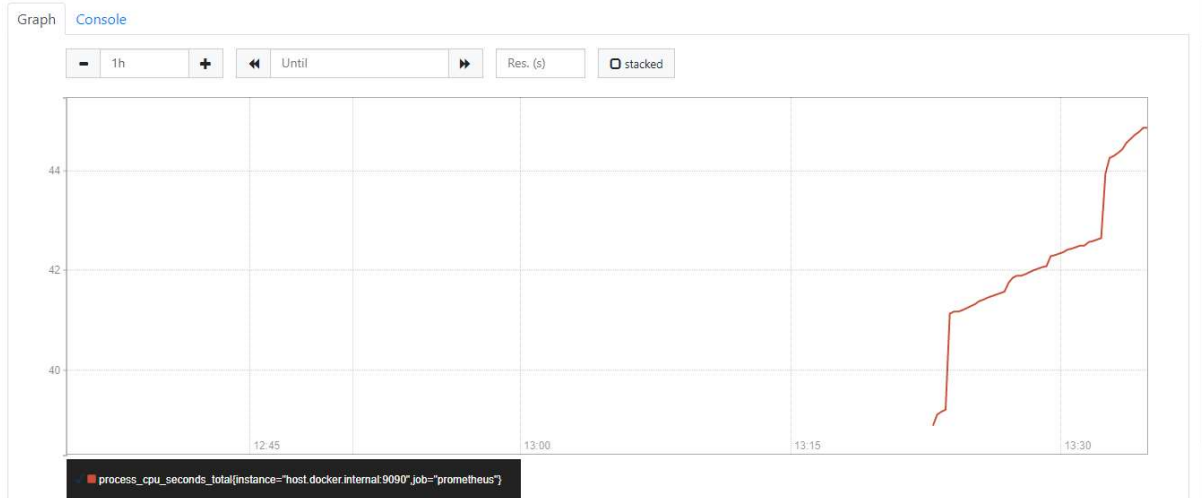 Graph Console
1h Until Res. (s) stacked
44
42
40
12:45 13:00 13:15 13:30
process_cpu_seconds_total{instance="host.docker.internal:9090",job="prometheus"}